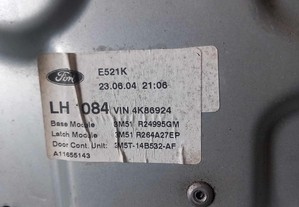 Ford
E521K
23.06.04 21:06
LH 1084 VIN 4K86924
Base Module 3M51 R24995GM
Latch Module 3M51 R264A27EP
Door Cont. Unit: 3M5T-14B532-AF
A11655143